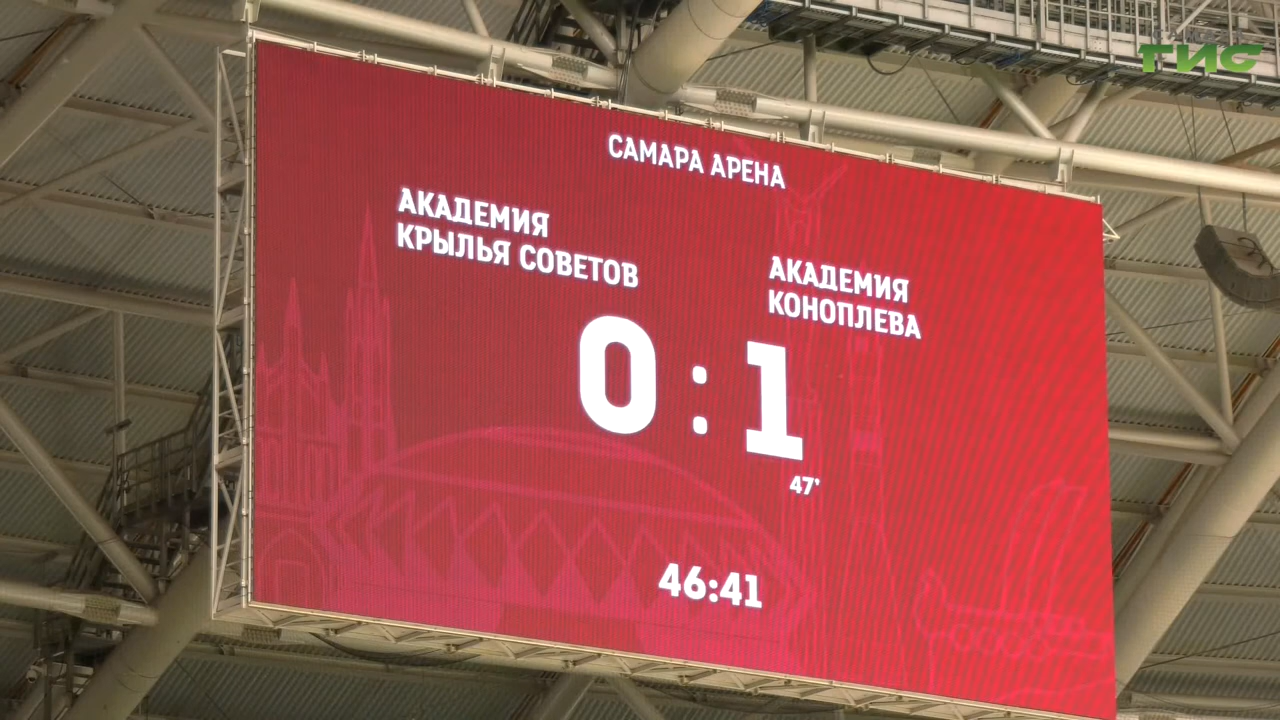 ГИС
САМАРА АРЕНА
АКАДЕМИЯ
КРЫЛЬЯ СОВЕТОВ
АКАДЕМИЯ
КОНОПЛЕВА
0 : 1
47'
46:41